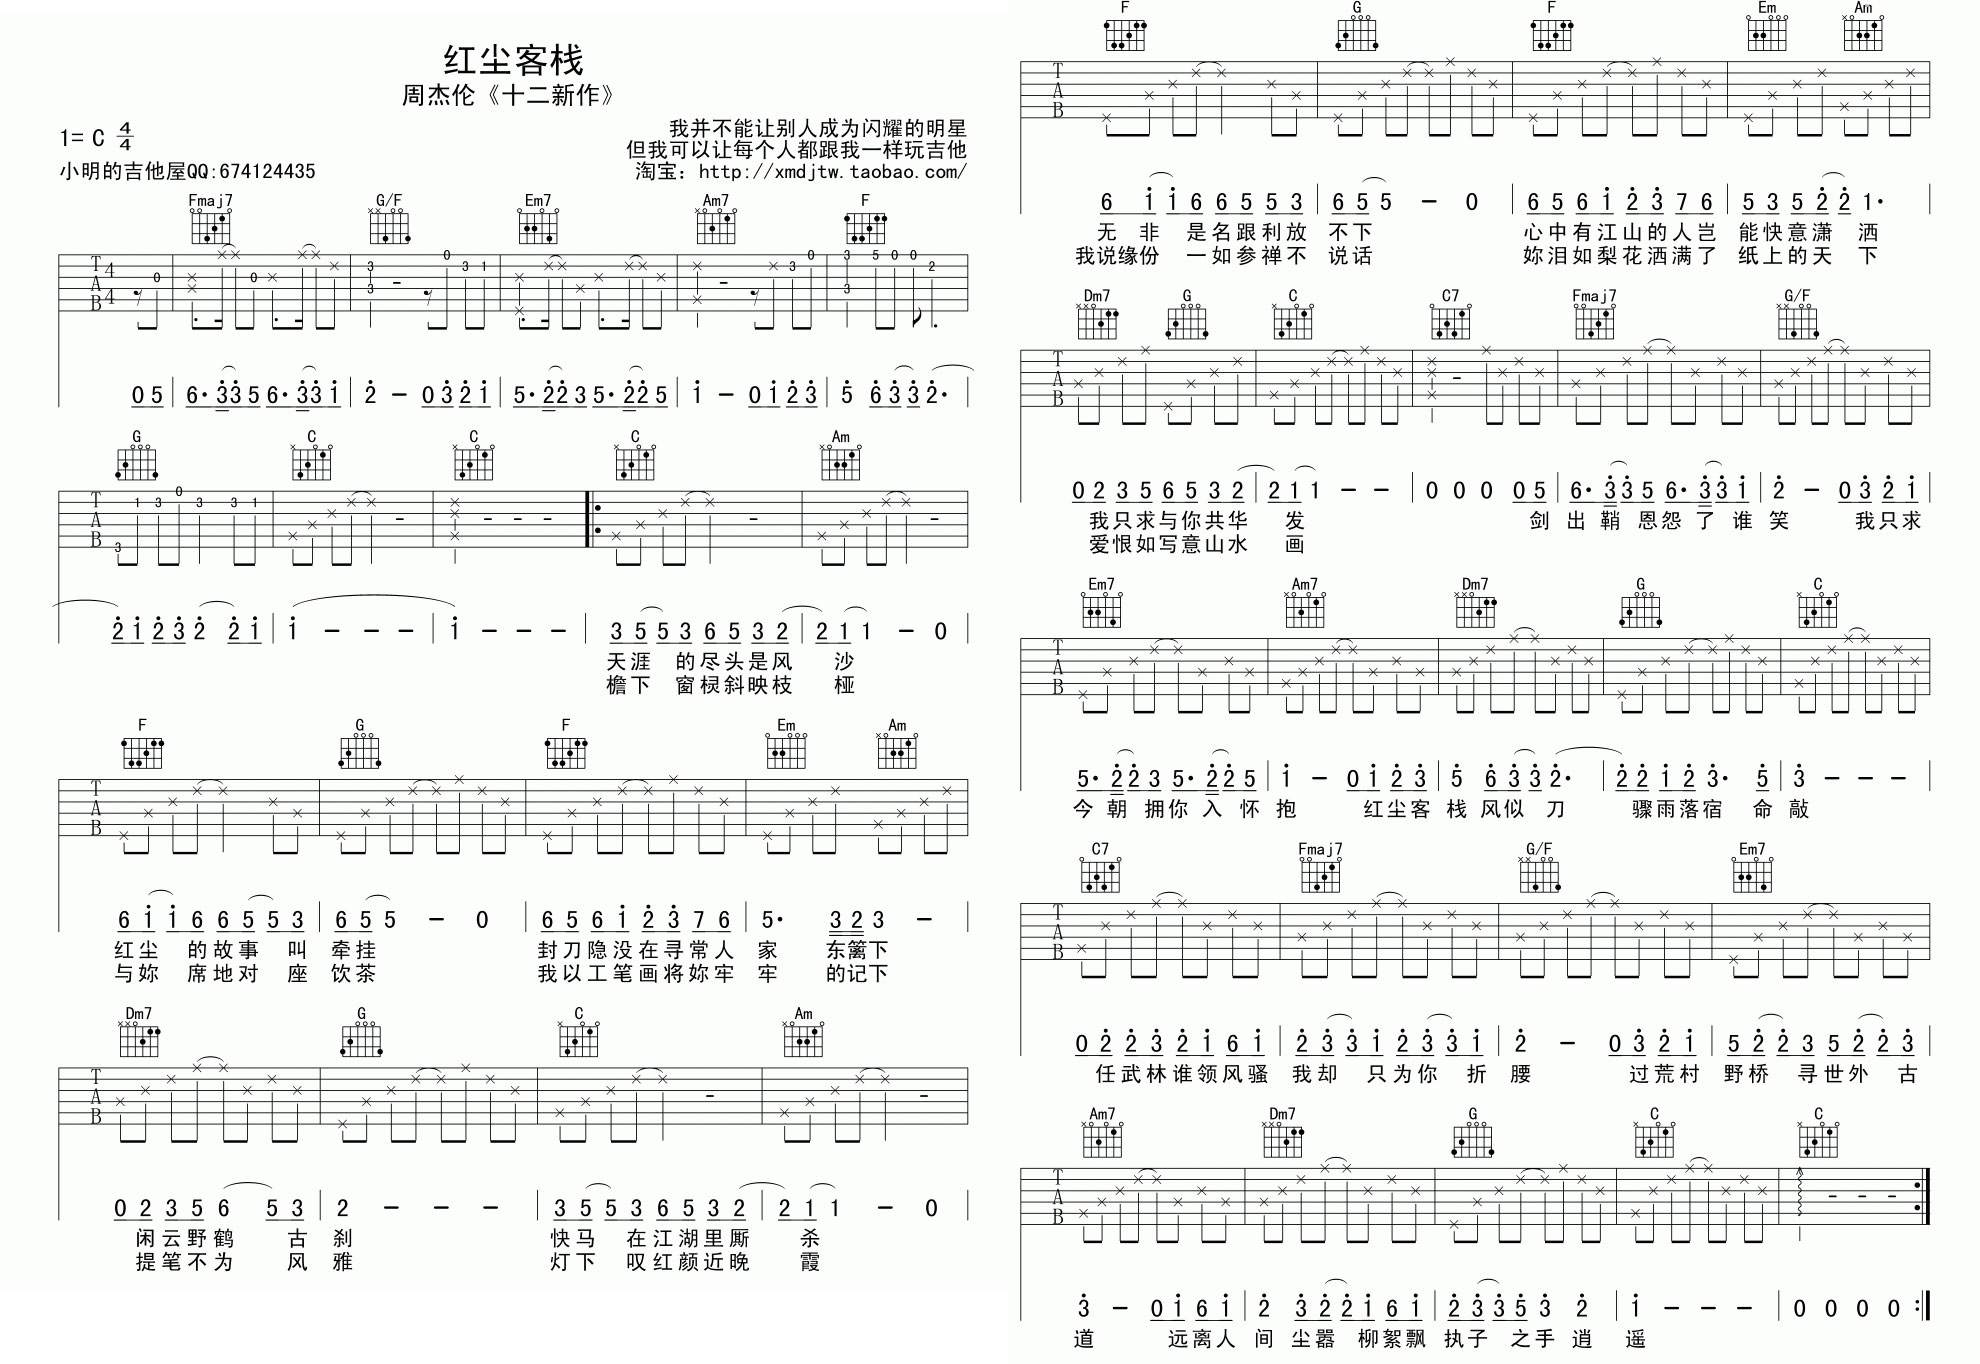 红尘客栈
周杰伦《十二新作》
1= C 4/4
我并不能让别人成为闪耀的明星
但我可以让每个人都跟我一样玩吉他
小明的吉他屋QQ:674124435
淘宝: http://xmdjtw.taobao.com/
Fmaj7 G/F Em7 Am7 F
0 5 6· 3 3 5 6· 3 3 1 2 - 0 3 2 1 5· 2 2 3 5· 2 2 5 1 - 0 1 2 3 5 6 3 3 2·
G C C C Am
2 1 2 3 2 2 1 1 - - - 1 - - - 3 5 5 3 6 5 3 2 2 1 1 - 0
天涯 的尽头是风 沙
檐下 窗棂斜映枝 桠
F G F Em Am
6 1 1 6 6 5 5 3 6 5 5 - 0 6 5 6 1 2 3 7 6 5· 3 2 3 -
红尘 的故事 叫 牵挂 封刀隐没在寻常人 家 东篱下
与妳 席地对 座 饮茶 我以工笔画将妳牢 牢 的记下
Dm7 G C Am
0 2 3 5 6 5 3 2 - - - 3 5 5 3 6 5 3 2 2 1 1 - 0
闲云野鹤 古 刹 快马 在江湖里厮 杀
提笔不为 风 雅 灯下 叹红颜近晚 霞
F G F Em Am
6 1 1 6 6 5 5 3 6 5 5 - 0 6 5 6 1 2 3 7 6 5 3 5 2 2 1·
无 非 是名跟利放 不下 心中有江山的人岂 能快意潇 洒
我说缘份 一如参禅不 说话 妳泪如梨花洒满了 纸上的天 下
Dm7 G C C7 Fmaj7 G/F
0 2 3 5 6 5 3 2 2 1 1 - - 0 0 0 0 5 6· 3 3 5 6· 3 3 1 2 - 0 3 2 1
我只求与你共华 发 剑 出 鞘 恩怨 了 谁 笑 我只求
爱恨如写意山水 画
Em7 Am7 Dm7 G C
5· 2 2 3 5· 2 2 5 1 - 0 1 2 3 5 6 3 3 2· 2 2 1 2 3· 5 3 - - -
今 朝 拥你 入 怀 抱 红尘客 栈 风似 刀 骤雨落宿 命 敲
C7 Fmaj7 G/F Em7
0 2 2 3 2 1 6 1 2 3 3 1 2 3 3 1 2 - 0 3 2 1 5 2 2 3 5 2 2 3
任武林谁领风骚 我却 只为你 折 腰 过荒村 野桥 寻世外 古
Am7 Dm7 G C C
3 - 0 1 6 1 2 3 2 2 1 6 1 2 3 3 5 3 2 1 - - - 0 0 0 0
道 远离人 间 尘嚣 柳絮飘 执子 之手 逍 遥